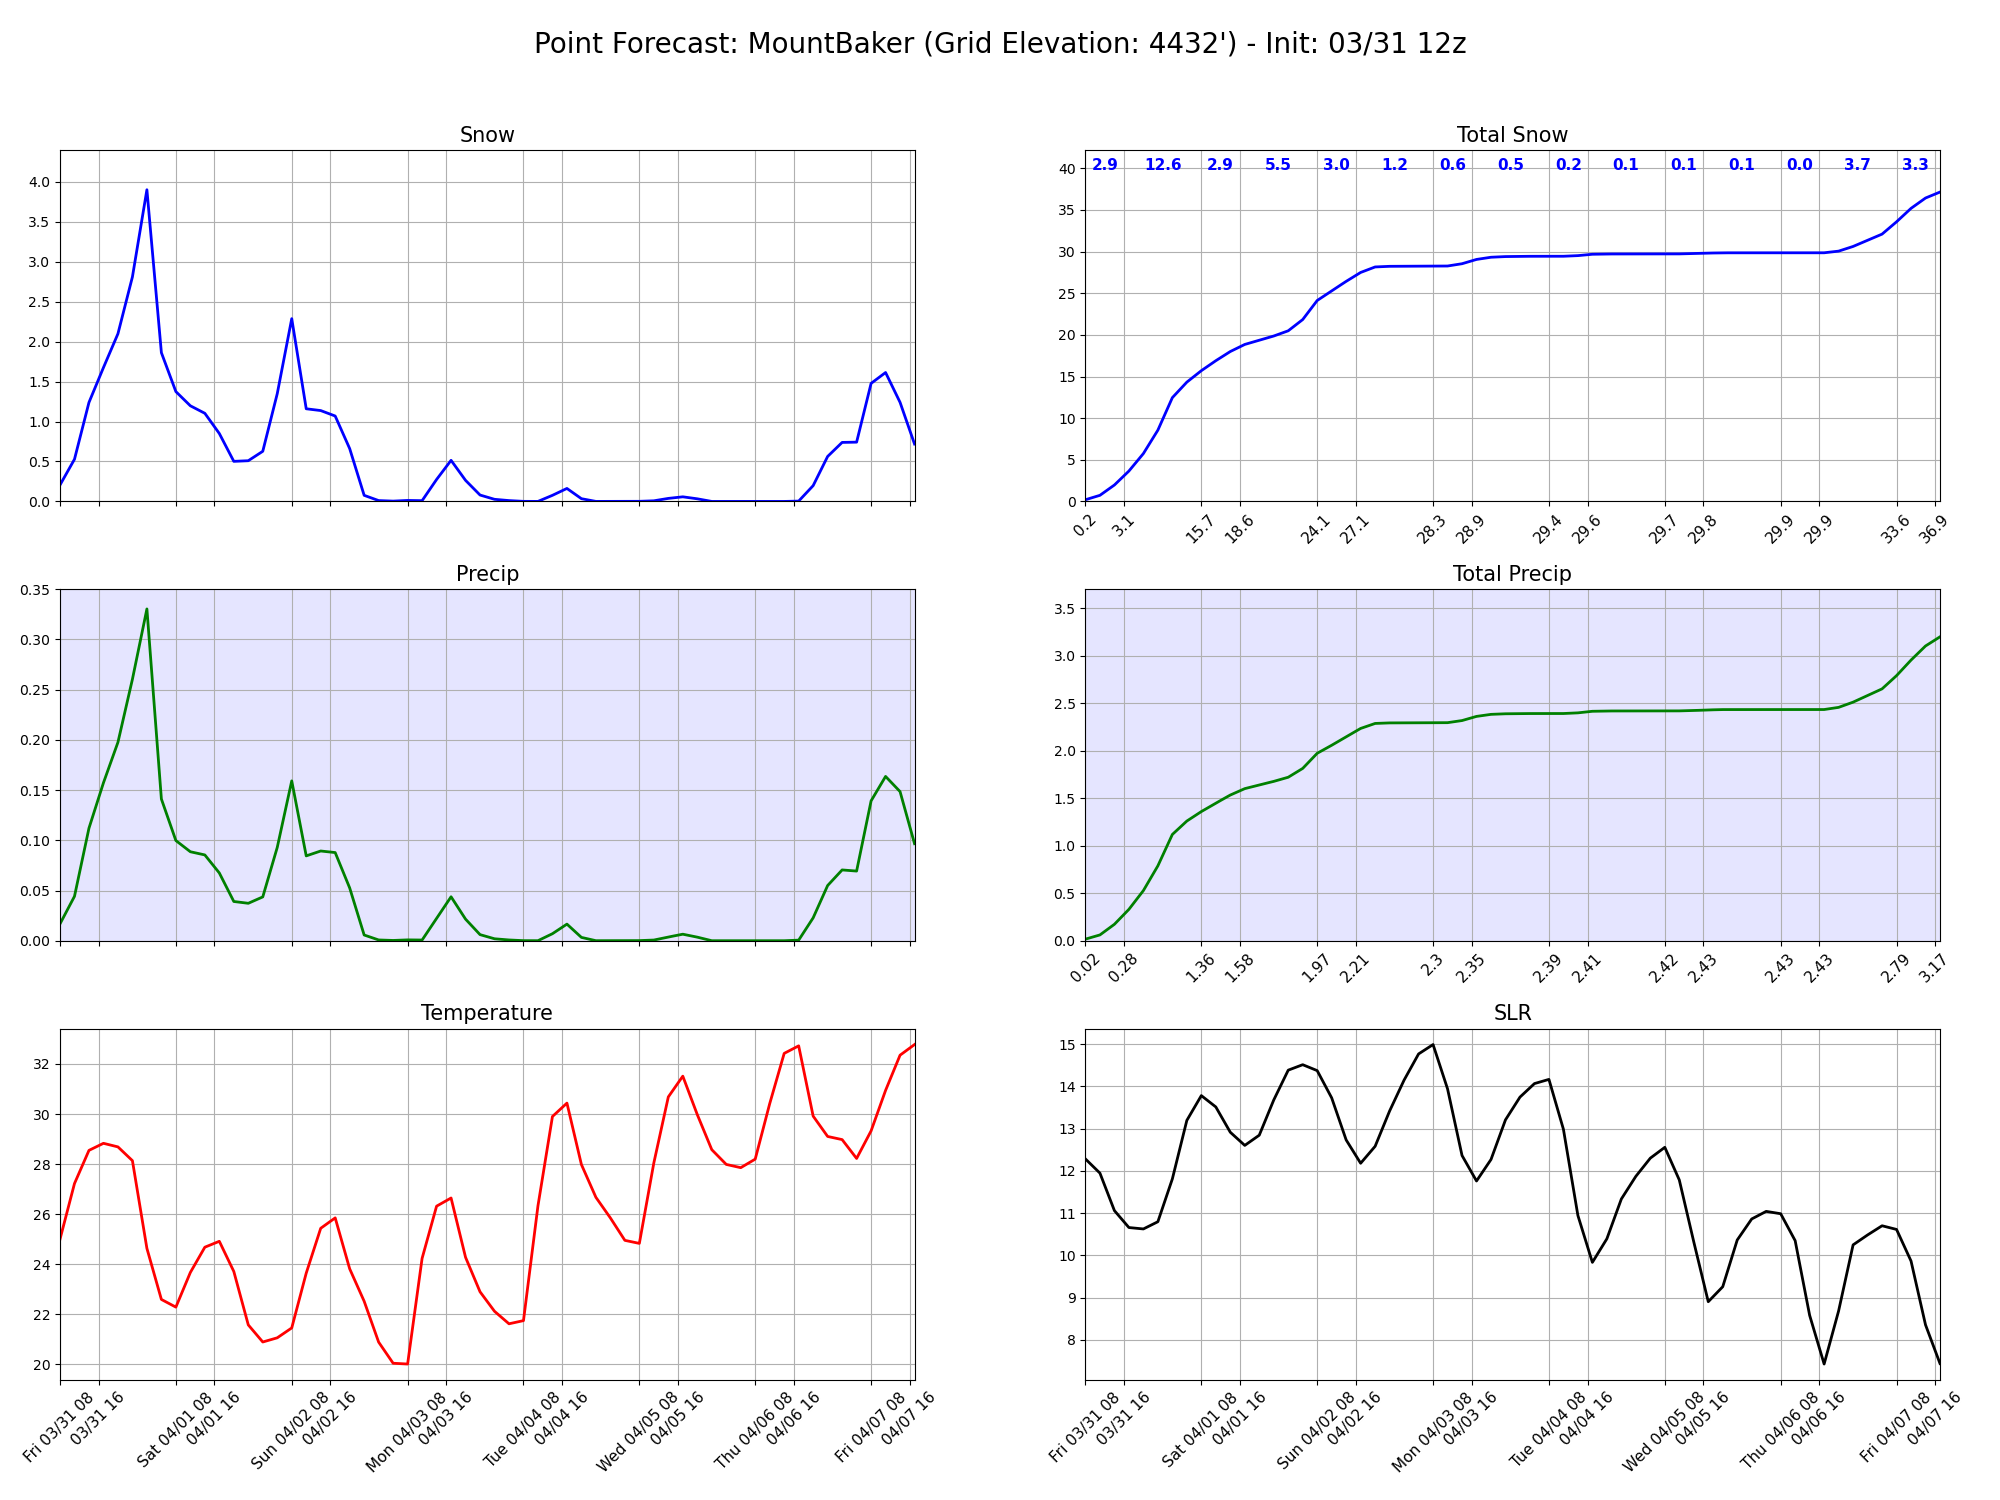 Point Forecast: MountBaker (Grid Elevation: 4432') - Init: 03/31 12z
Snow
4.0
3.5
3.0
2.5
2.0
1.5
1.0
0.5
0.0
Total Snow
2.9 12.6 2.9 5.5 3.0 1.2 0.6 0.5 0.2 0.1 0.1 0.1 0.0 3.7 3.3
40
35
30
25
20
15
10
5
0
0.2 3.1 15.7 18.6 24.1 27.1 28.3 28.9 29.4 29.6 29.7 29.8 29.9 29.9 33.6 36.9
Precip
0.35
0.30
0.25
0.20
0.15
0.10
0.05
0.00
Total Precip
3.5
3.0
2.5
2.0
1.5
1.0
0.5
0.0
0.02 0.28 1.36 1.58 1.97 2.21 2.3 2.35 2.39 2.41 2.42 2.43 2.43 2.43 2.79 3.17
Temperature
32
30
28
26
24
22
20
Fri 03/31 08
03/31 16
Sat 04/01 08
04/01 16
Sun 04/02 08
04/02 16
Mon 04/03 08
04/03 16
Tue 04/04 08
04/04 16
Wed 04/05 08
04/05 16
Thu 04/06 08
04/06 16
Fri 04/07 08
04/07 16
SLR
15
14
13
12
11
10
9
8
Fri 03/31 08
03/31 16
Sat 04/01 08
04/01 16
Sun 04/02 08
04/02 16
Mon 04/03 08
04/03 16
Tue 04/04 08
04/04 16
Wed 04/05 08
04/05 16
Thu 04/06 08
04/06 16
Fri 04/07 08
04/07 16